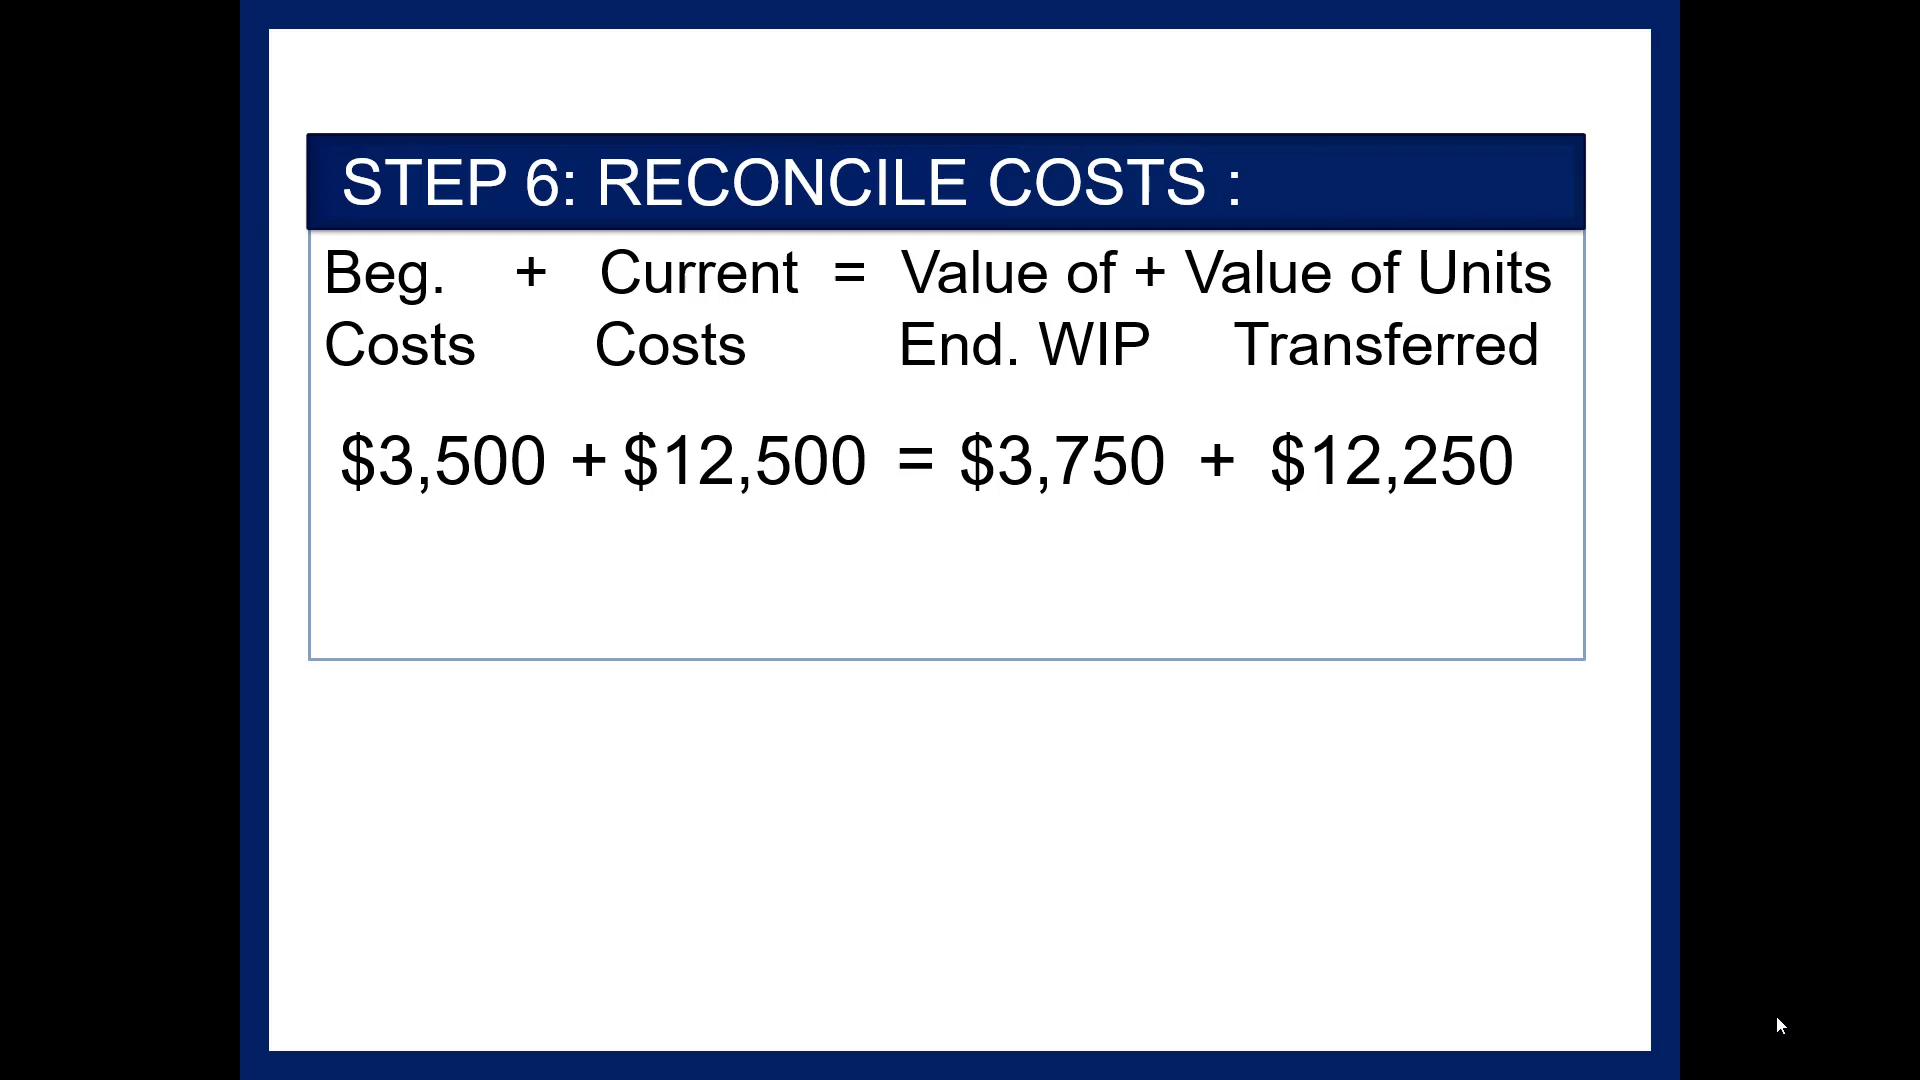 STEP 6: RECONCILE COSTS :
Beg. + Current = Value of + Value of Units
Costs Costs End. WIP Transferred
$3,500 + $12,500 = $3,750 + $12,250